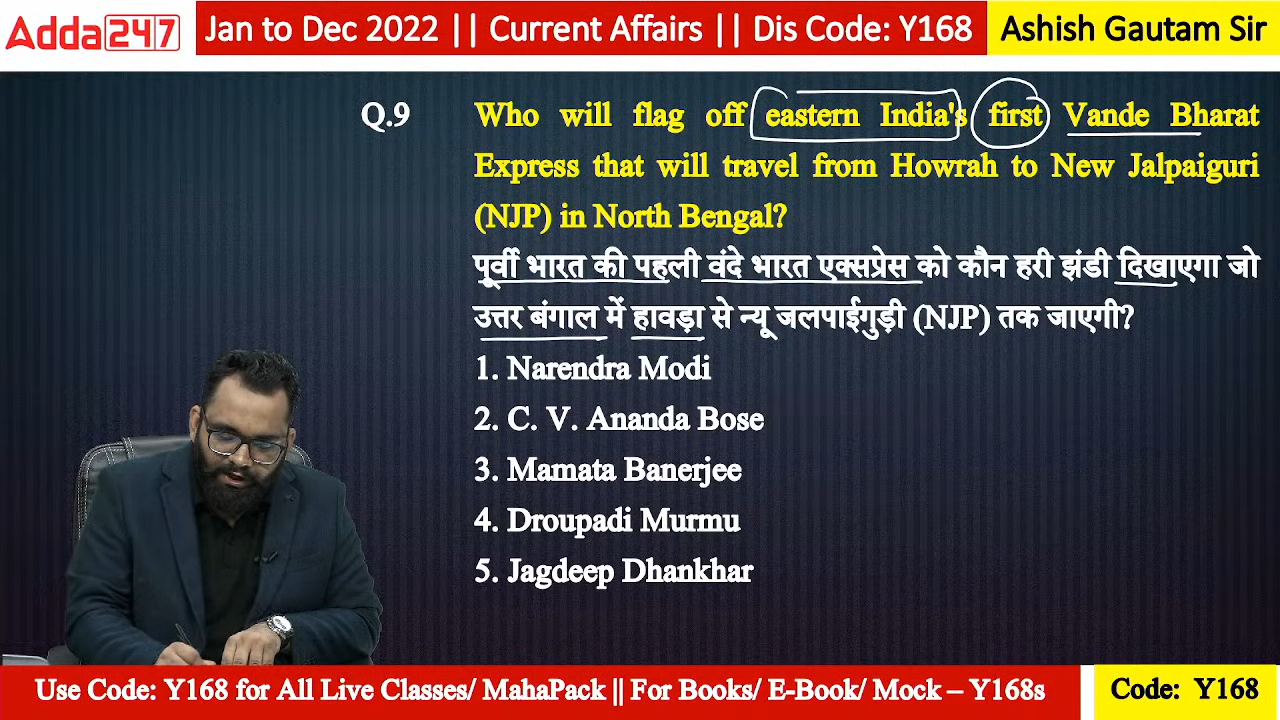 Adda247
Jan to Dec 2022 || Current Affairs || Dis Code: Y168
Ashish Gautam Sir
Q.9
Who will flag off eastern India's first Vande Bharat
Express that will travel from Howrah to New Jalpaiguri
(NJP) in North Bengal?
पूर्वी भारत की पहली वंदे भारत एक्सप्रेस को कौन हरी झंडी दिखाएगा जो
उत्तर बंगाल में हावड़ा से न्यू जलपाईगुड़ी (NJP) तक जाएगी?
1. Narendra Modi
2. C. V. Ananda Bose
3. Mamata Banerjee
4. Droupadi Murmu
5. Jagdeep Dhankhar
Use Code: Y168 for All Live Classes/ MahaPack || For Books/ E-Book/ Mock – Y168s
Code: Y168